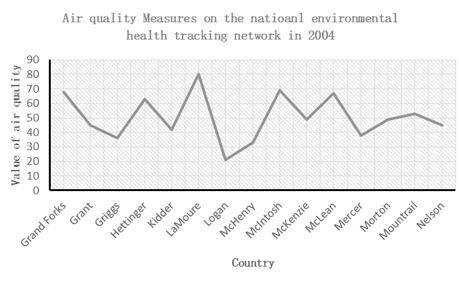 Air quality Measures on the natioanl environmental
health tracking network in 2004
Value of air quality
90
80
70
60
50
40
30
20
10
0
Grand Forks
Grant
Griggs
Hettinger
Kidder
LaMoure
Logan
McHenry
McIntosh
McKenzie
McLean
Mercer
Morton
Mountrail
Nelson
Country